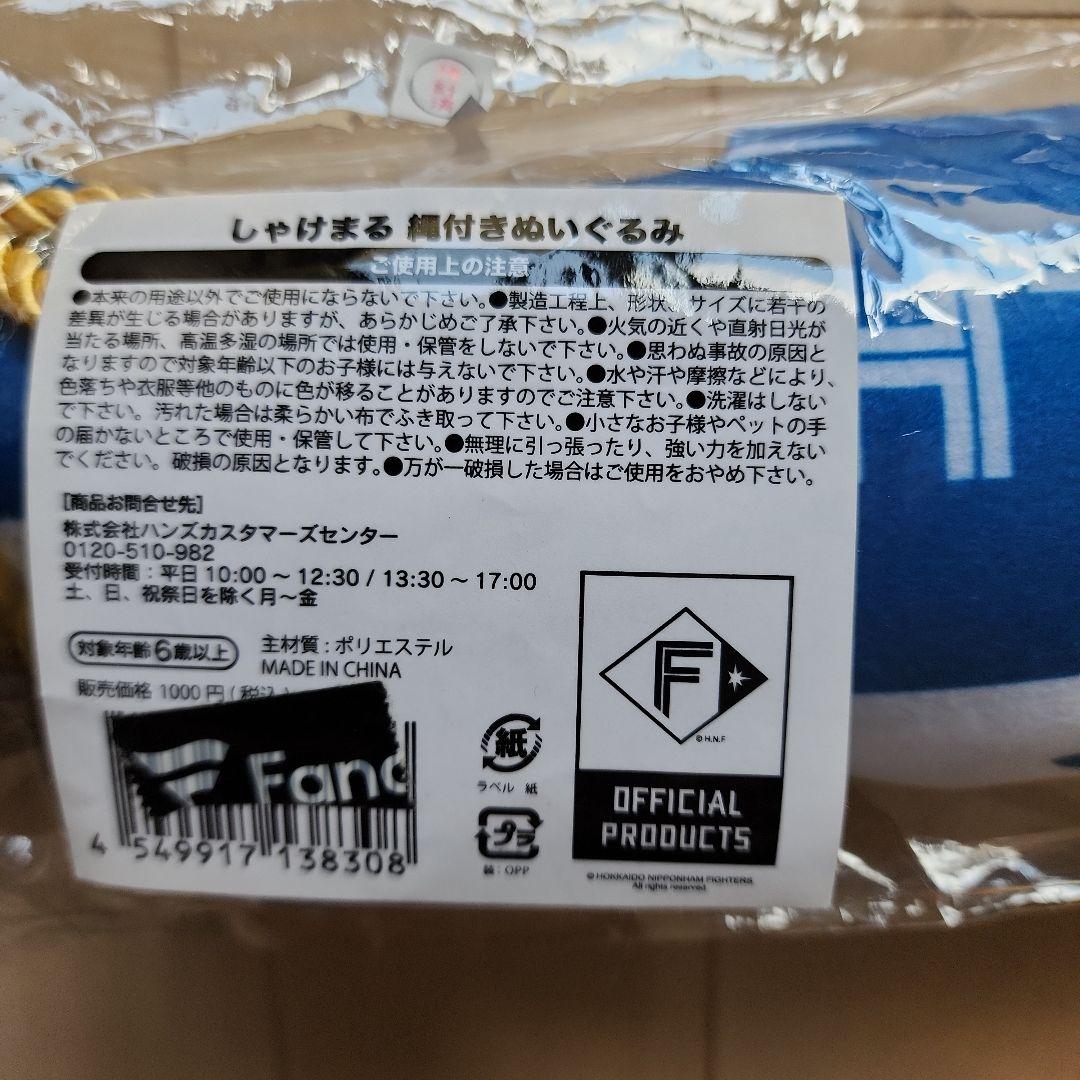 しゃけまる 縄付きぬいぐるみ
ご使用上の注意
●本来の用途以外でご使用にならないで下さい。●製造工程上、形状、サイズに若干の
差異が生じる場合がありますが、あらかじめご了承下さい。●火気の近くや直射日光が
当たる場所、高温多湿の場所では使用・保管をしないで下さい。●思わぬ事故の原因と
なりますので対象年齢以下のお子様には与えないで下さい。●水や汗や摩擦などにより、
色落ちや衣服等他のものに色が移ることがありますのでご注意下さい。●洗濯はしない
で下さい。汚れた場合は柔らかい布でふき取って下さい。●小さなお子様やペットの手
の届かないところで使用・保管して下さい。●無理に引っ張ったり、強い力を加えない
でください。破損の原因となります。●万が一破損した場合はご使用をおやめ下さい。
[商品お問合せ先]
株式会社ハンズカスタマーズセンター
0120-510-982
受付時間：平日 10:00 〜 12:30 / 13:30 〜 17:00
土、日、祝祭日を除く月〜金
対象年齢6歳以上
主材質：ポリエステル
MADE IN CHINA
販売価格 1000円(税込)
Fanc
4 549917 138308
紙
ラベル 紙
プラ
袋：OPP
F
©H.N.F.
OFFICIAL
PRODUCTS
© HOKKAIDO NIPPONHAM FIGHTERS
All rights reserved.